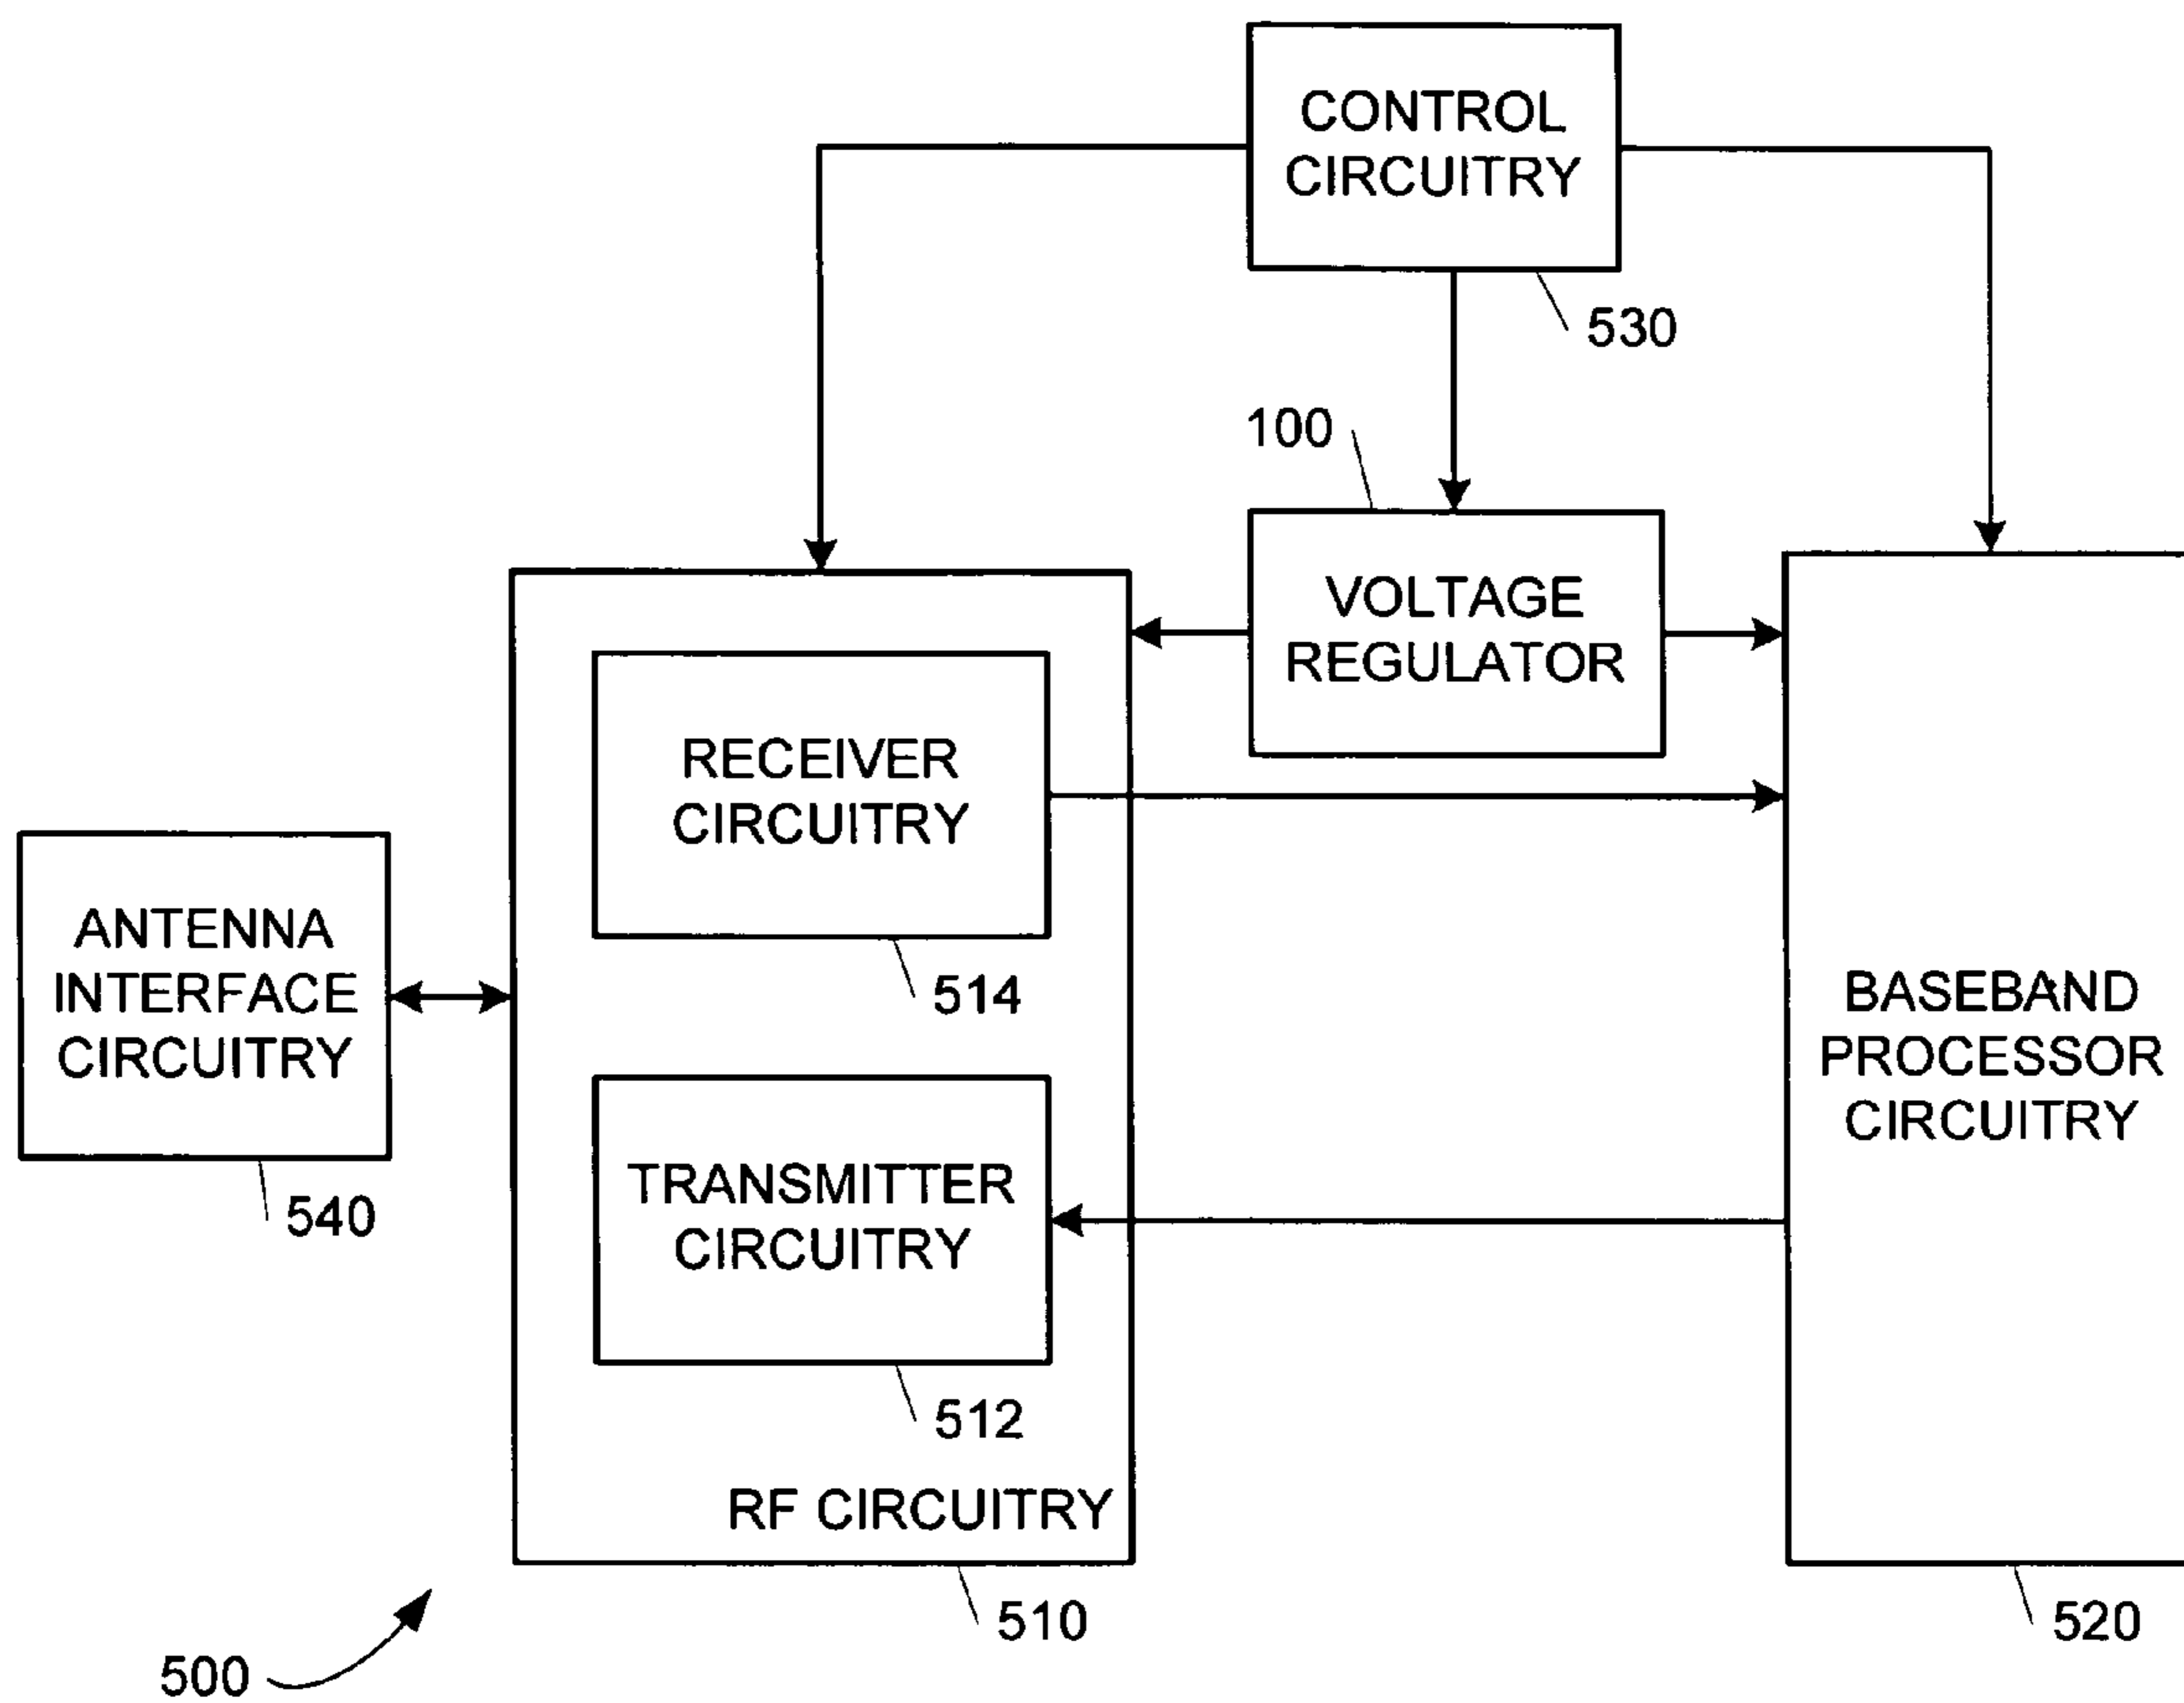 CONTROL
CIRCUITRY
530
100
VOLTAGE
REGULATOR
RECEIVER
CIRCUITRY
514
ANTENNA
INTERFACE
CIRCUITRY
540
TRANSMITTER
CIRCUITRY
512
RF CIRCUITRY
510
BASEBAND
PROCESSOR
CIRCUITRY
520
500